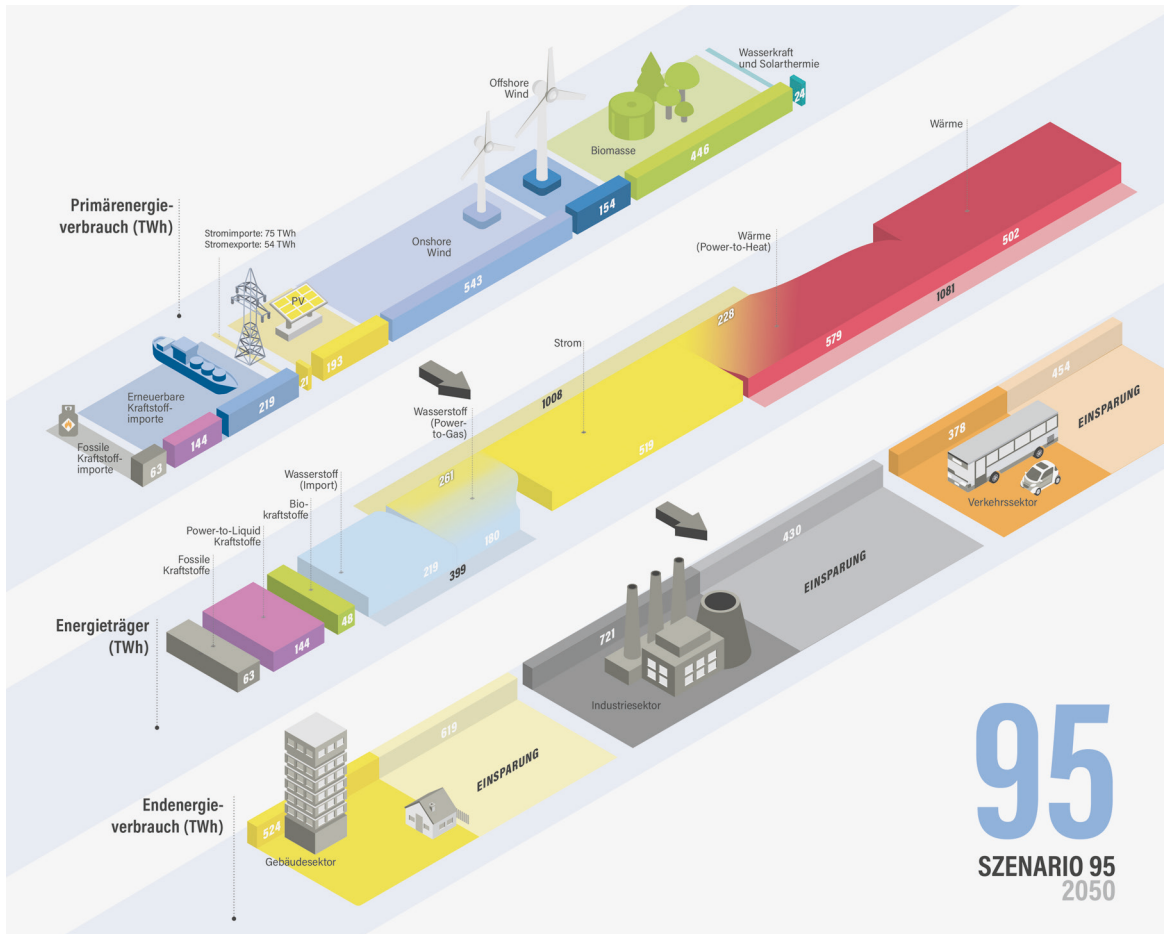 Wasserkraft
und Solarthermie
24
Offshore
Wind
Biomasse
446
154
Primärenergie-
verbrauch (TWh)
Stromimporte: 75 TWh
Stromexporte: 54 TWh
Onshore
Wind
543
PV
193
21
Erneuerbare
Kraftstoff-
importe
219
144
Fossile
Kraftstoff-
importe
63
Wärme
Wärme
(Power-to-Heat)
502
1081
579
228
Strom
1008
519
Wasserstoff
(Power-
to-Gas)
261
180
Wasserstoff
(Import)
219
399
Bio-
kraftstoffe
48
Power-to-Liquid
Kraftstoffe
144
Fossile
Kraftstoffe
63
Energieträger
(TWh)
454
EINSPARUNG
378
Verkehrssektor
430
EINSPARUNG
721
Industriesektor
619
EINSPARUNG
524
Gebäudesektor
Endenergie-
verbrauch (TWh)
95
SZENARIO 95
2050